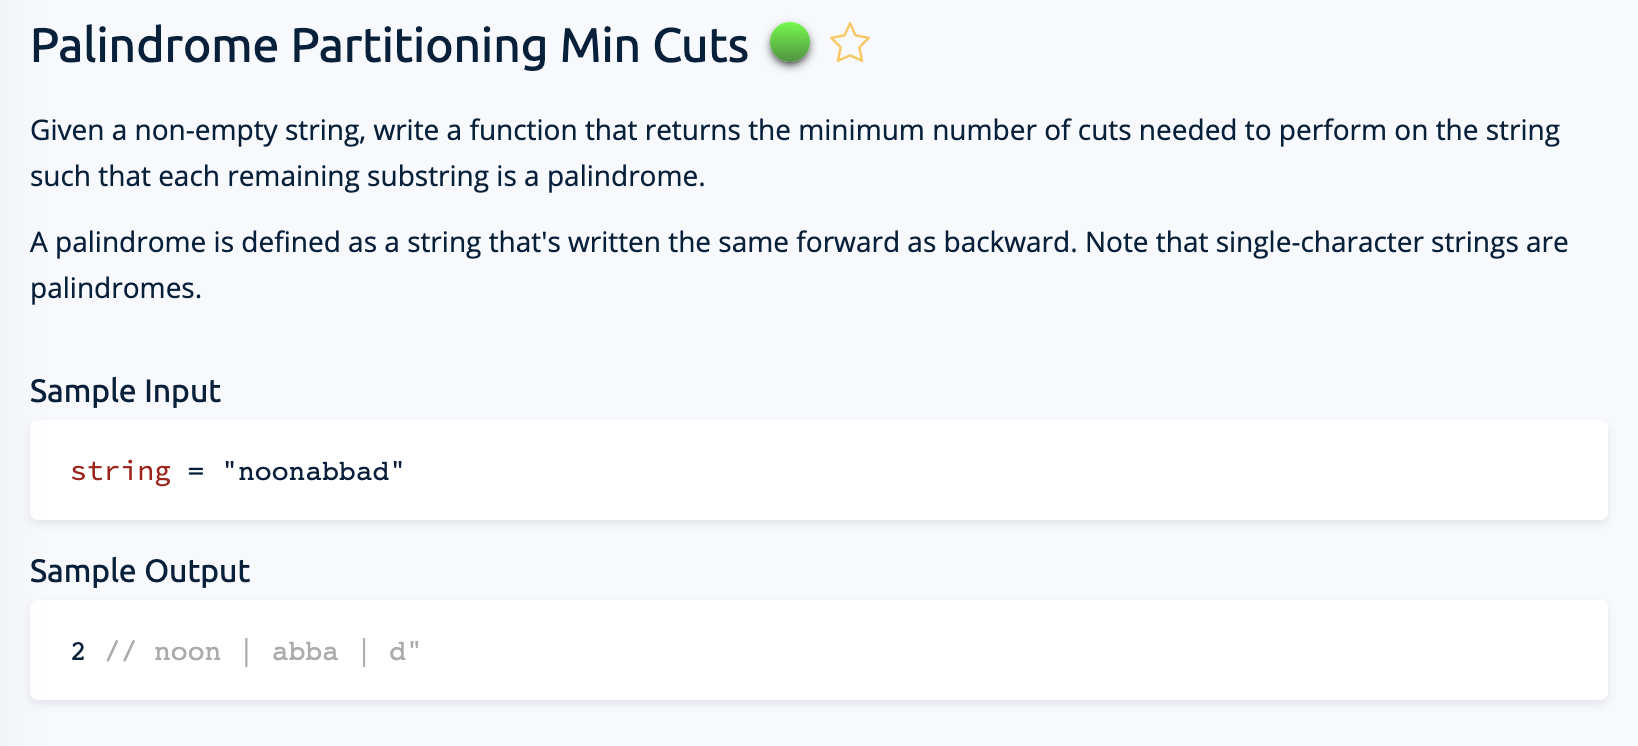 Palindrome Partitioning Min Cuts
Given a non-empty string, write a function that returns the minimum number of cuts needed to perform on the string
such that each remaining substring is a palindrome.
A palindrome is defined as a string that's written the same forward as backward. Note that single-character strings are
palindromes.
Sample Input
string = "noonabbad"
Sample Output
2 // noon | abba | d"